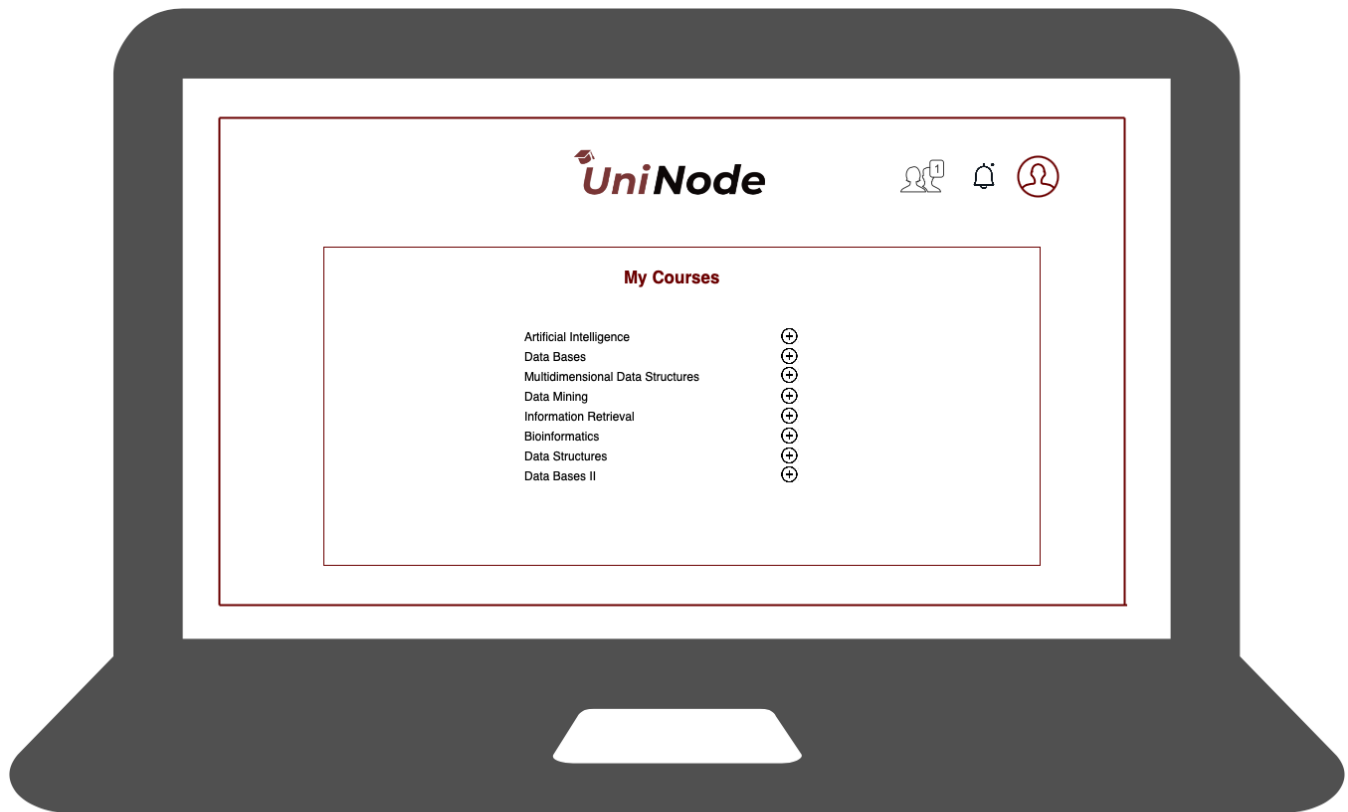 UniNode
1
My Courses
Artificial Intelligence
Data Bases
Multidimensional Data Structures
Data Mining
Information Retrieval
Bioinformatics
Data Structures
Data Bases II